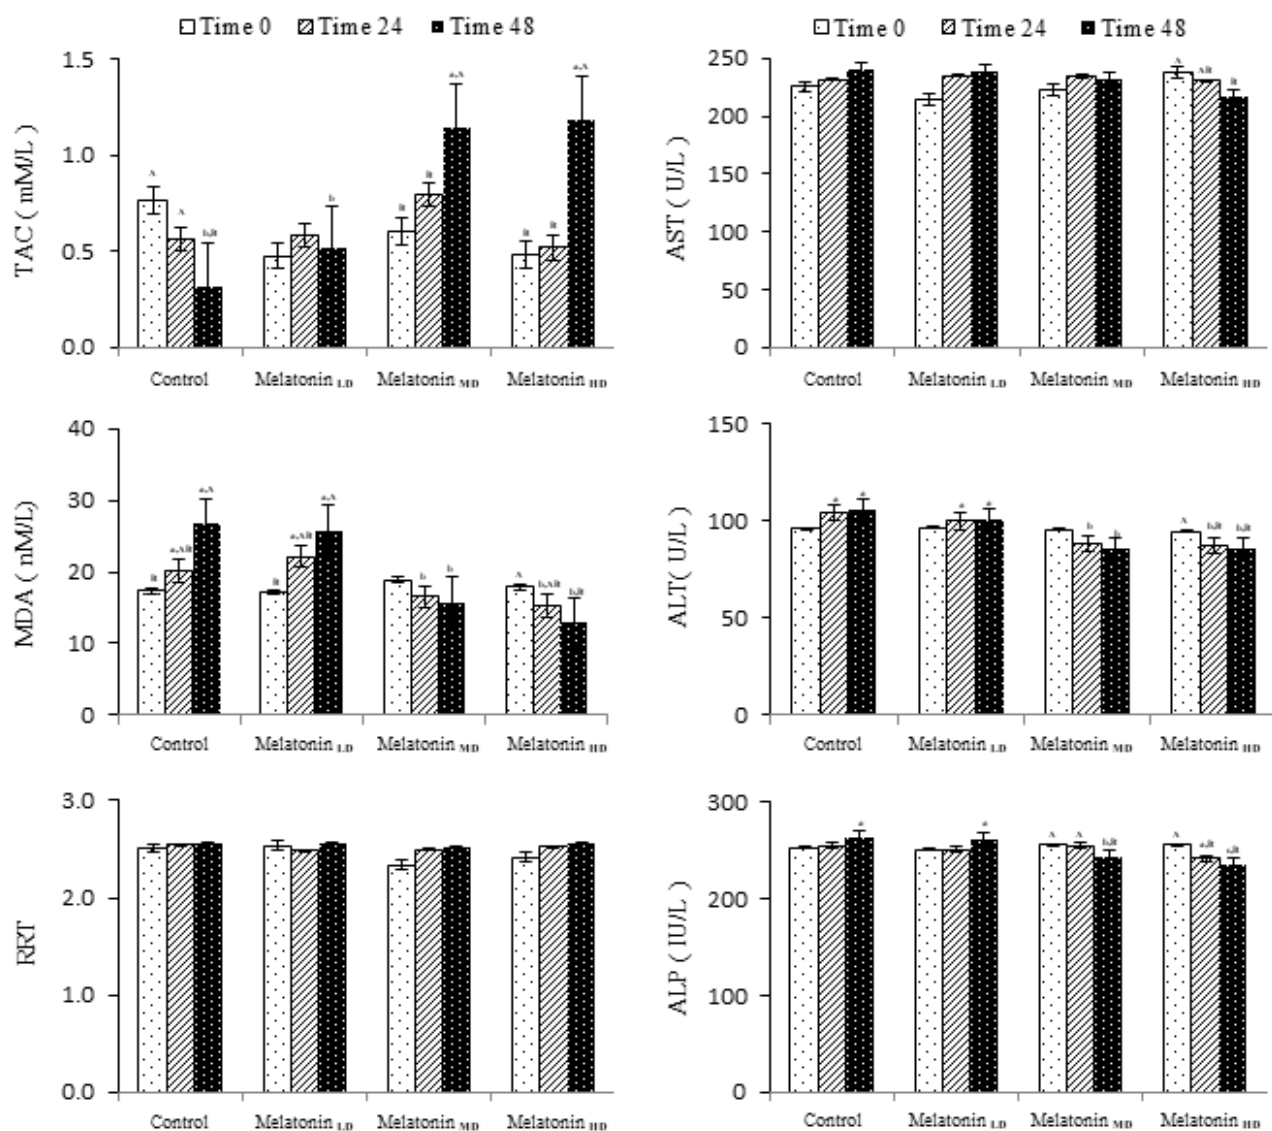 Time 0 Time 24 Time 48
TAC ( mM/L )
1.5
1.0
0.5
0.0
A
A
b,B
b
B
B
a,A
B
B
a,A
Control Melatonin LD Melatonin MD Melatonin HD
Time 0 Time 24 Time 48
AST ( U/L )
250
200
150
100
50
0
A
AB
B
Control Melatonin LD Melatonin MD Melatonin HD
MDA ( nM/L)
40
30
20
10
0
B
a,AB
a,A
B
a,AB
a,A
b
b
A
b,AB
b,B
Control Melatonin LD Melatonin MD Melatonin HD
ALT( U/L )
150
100
50
0
a
a
a
a
b
b
A
b,B
b,B
Control Melatonin LD Melatonin MD Melatonin HD
RRT
3.0
2.0
1.0
0.0
Control Melatonin LD Melatonin MD Melatonin HD
ALP ( IU/L )
300
200
100
0
a
a
A
A
b,B
A
a,B
Control Melatonin LD Melatonin MD Melatonin HD